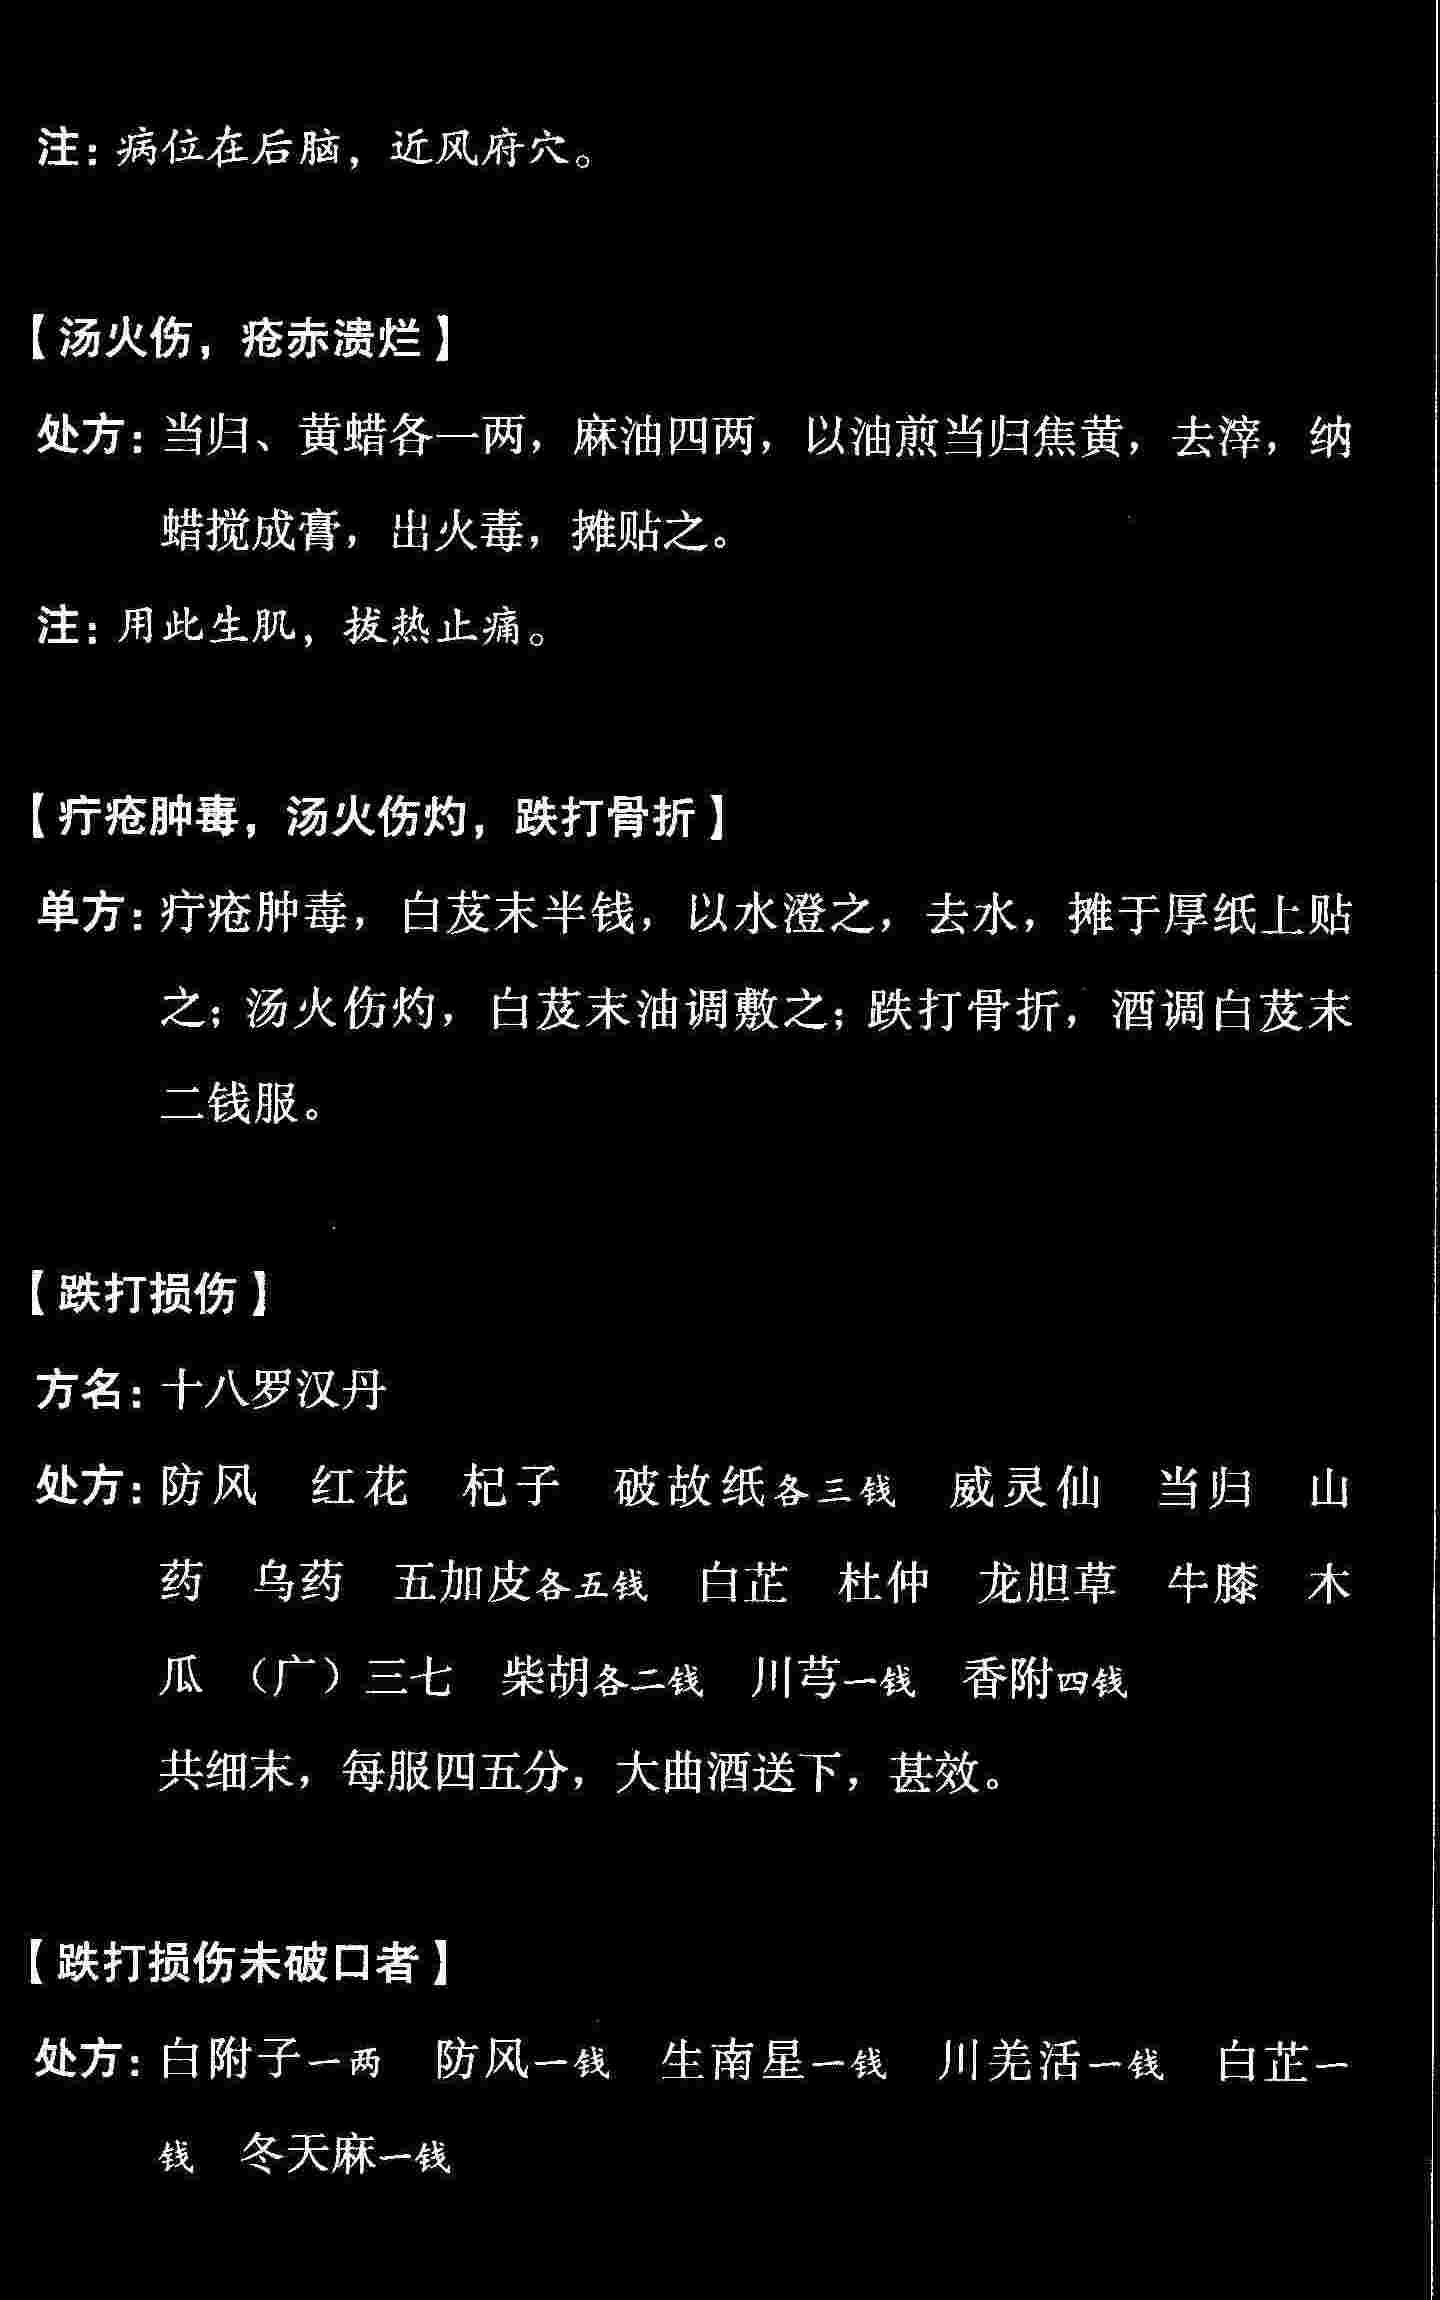 注：病位在后脑，近风府穴。
【汤火伤，疮赤溃烂】
处方：当归、黄蜡各一两，麻油四两，以油煎当归焦黄，去滓，纳
蜡搅成膏，出火毒，摊贴之。
注：用此生肌，拔热止痛。
【疔疮肿毒，汤火伤灼，跌打骨折】
单方：疔疮肿毒，白芨末半钱，以水澄之，去水，摊于厚纸上贴
之；汤火伤灼，白芨末油调敷之；跌打骨折，酒调白芨末
二钱服。
【跌打损伤】
方名：十八罗汉丹
处方：防风　红花　杞子　破故纸各三钱　威灵仙　当归　山
药　乌药　五加皮各五钱　白芷　杜仲　龙胆草　牛膝　木
瓜　（广）三七　柴胡各二钱　川芎一钱　香附四钱
共细末，每服四五分，大曲酒送下，甚效。
【跌打损伤未破口者】
处方：白附子一两　防风一钱　生南星一钱　川羌活一钱　白芷一
钱　冬天麻一钱